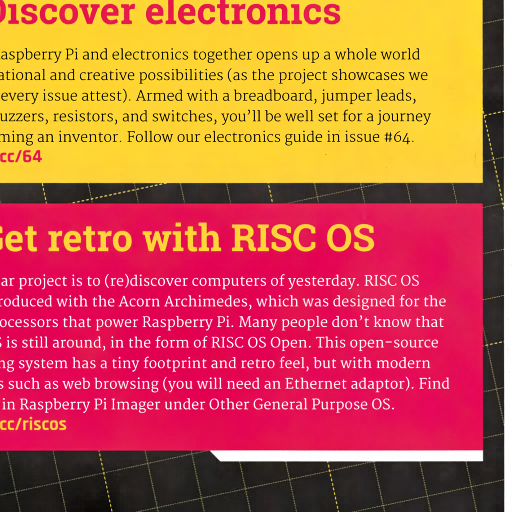 Discover electronics
aspberry Pi and electronics together opens up a whole world
ational and creative possibilities (as the project showcases we
every issue attest). Armed with a breadboard, jumper leads,
uzzers, resistors, and switches, you'll be well set for a journey
ming an inventor. Follow our electronics guide in issue #64.
cc/64
Get retro with RISC OS
ar project is to (re)discover computers of yesterday. RISC OS
roduced with the Acorn Archimedes, which was designed for the
ocessors that power Raspberry Pi. Many people don't know that
S is still around, in the form of RISC OS Open. This open-source
ng system has a tiny footprint and retro feel, but with modern
s such as web browsing (you will need an Ethernet adaptor). Find
in Raspberry Pi Imager under Other General Purpose OS.
cc/riscos